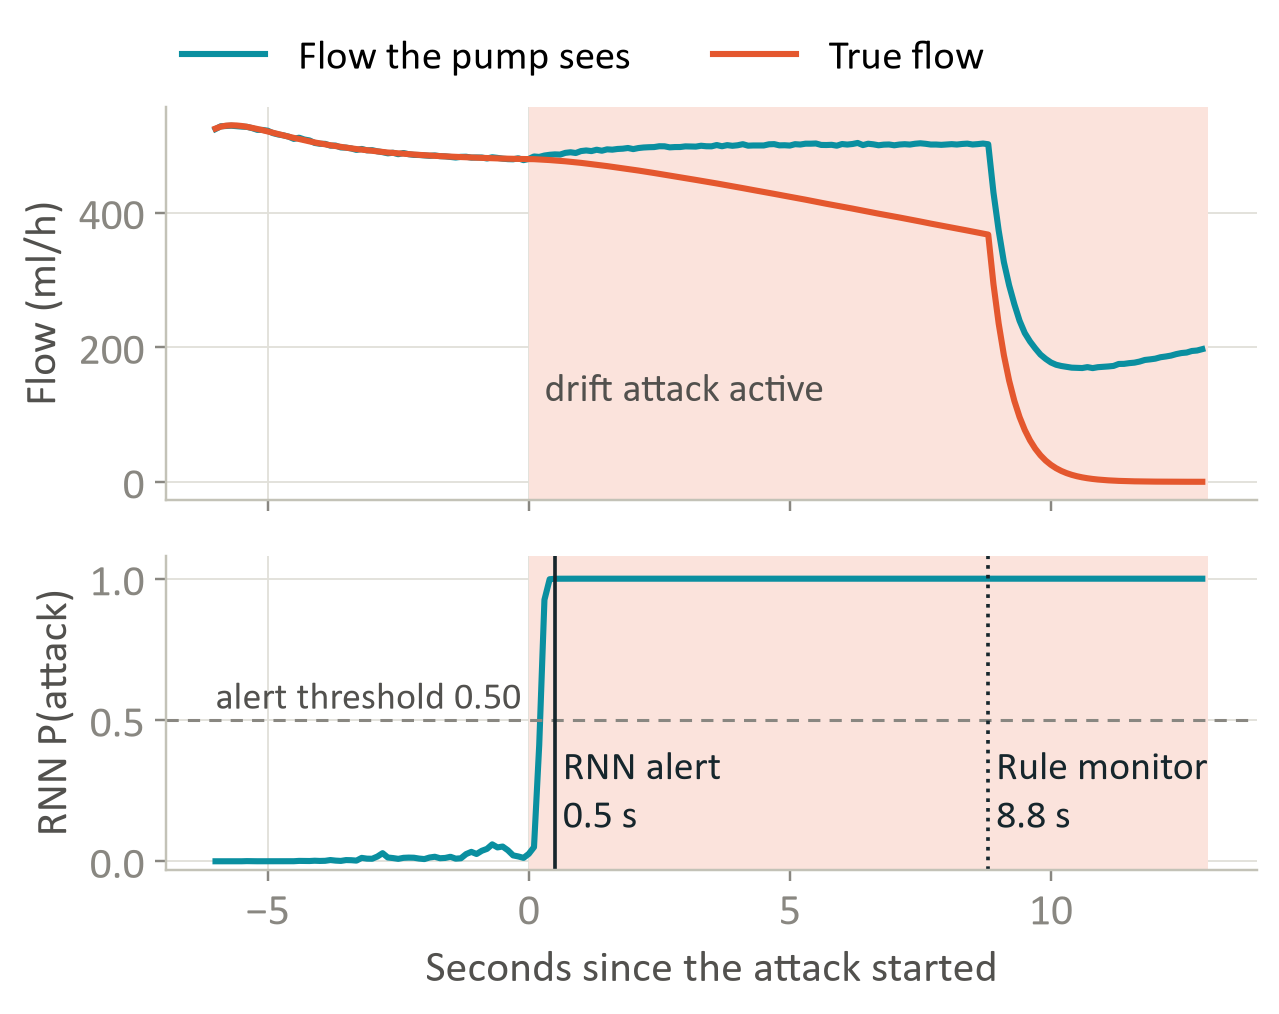 Flow the pump sees True flow
Flow (ml/h)
400
200
0
drift attack active
RNN P(attack)
1.0
0.5
0.0
alert threshold 0.50
RNN alert
0.5 s
Rule monitor
8.8 s
−5 0 5 10
Seconds since the attack started